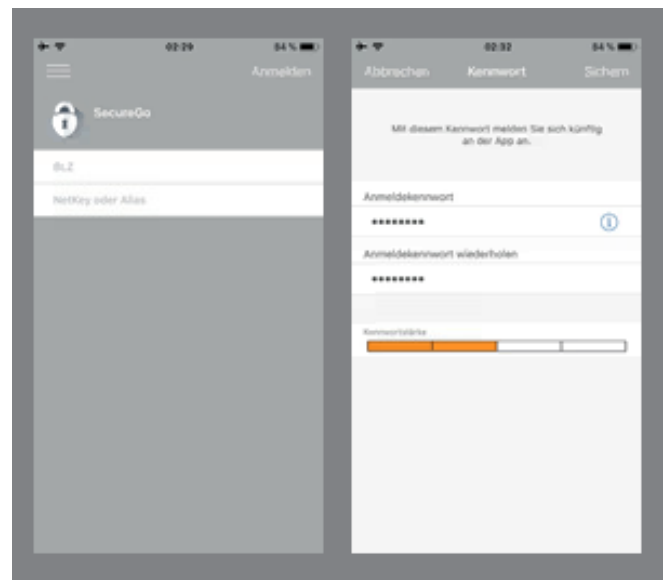 02:29
84 %
Anmelden
SecureGo
BLZ
NetKey oder Alias
02:32
84 %
Abbrechen
Kennwort
Sichern
Mit diesem Kennwort melden Sie sich künftig
an der App an.
Anmeldekennwort
••••••••
Anmeldekennwort wiederholen
••••••••
Kennwortstärke